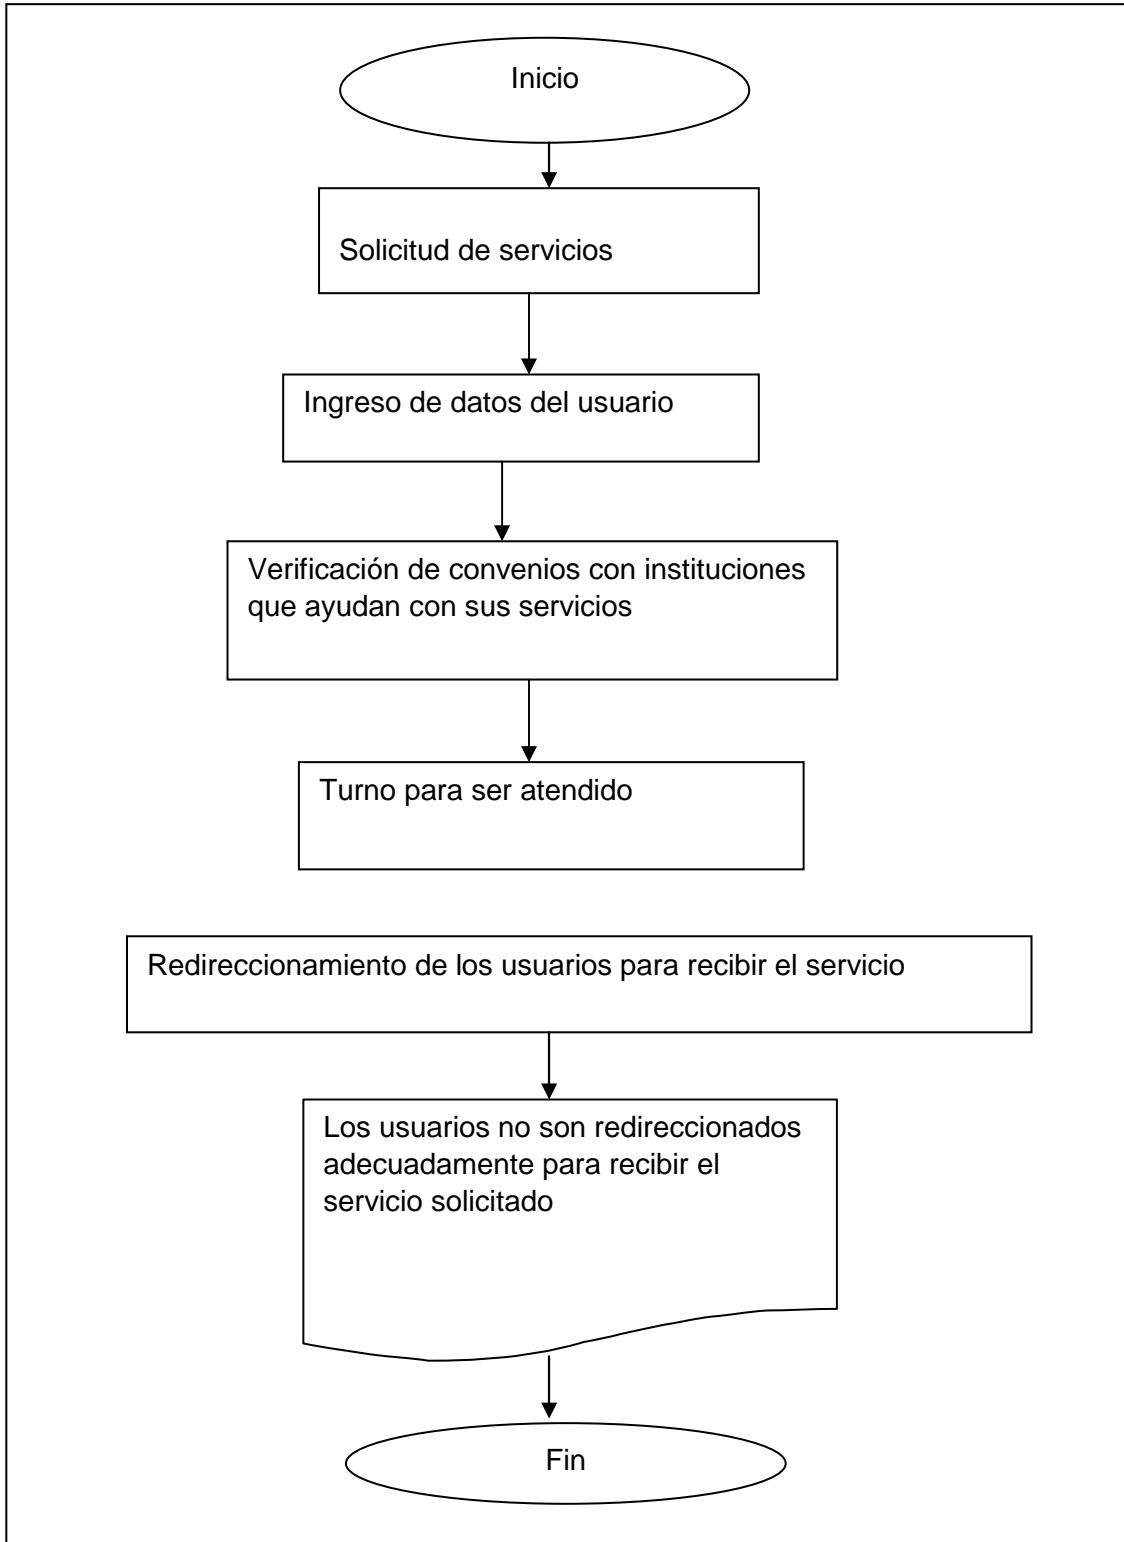 Inicio
Solicitud de servicios
Ingreso de datos del usuario
Verificación de convenios con instituciones
que ayudan con sus servicios
Turno para ser atendido
Redireccionamiento de los usuarios para recibir el servicio
Los usuarios no son redireccionados
adecuadamente para recibir el
servicio solicitado
Fin